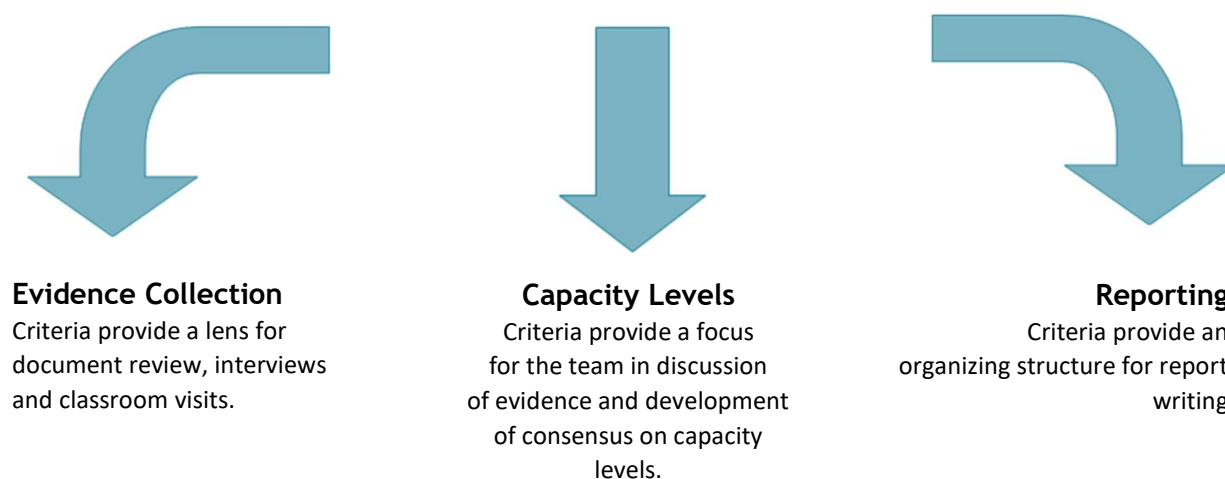 Evidence Collection
Criteria provide a lens for
document review, interviews
and classroom visits.
Capacity Levels
Criteria provide a focus
for the team in discussion
of evidence and development
of consensus on capacity
levels.
Reporting
Criteria provide an
organizing structure for report
writing